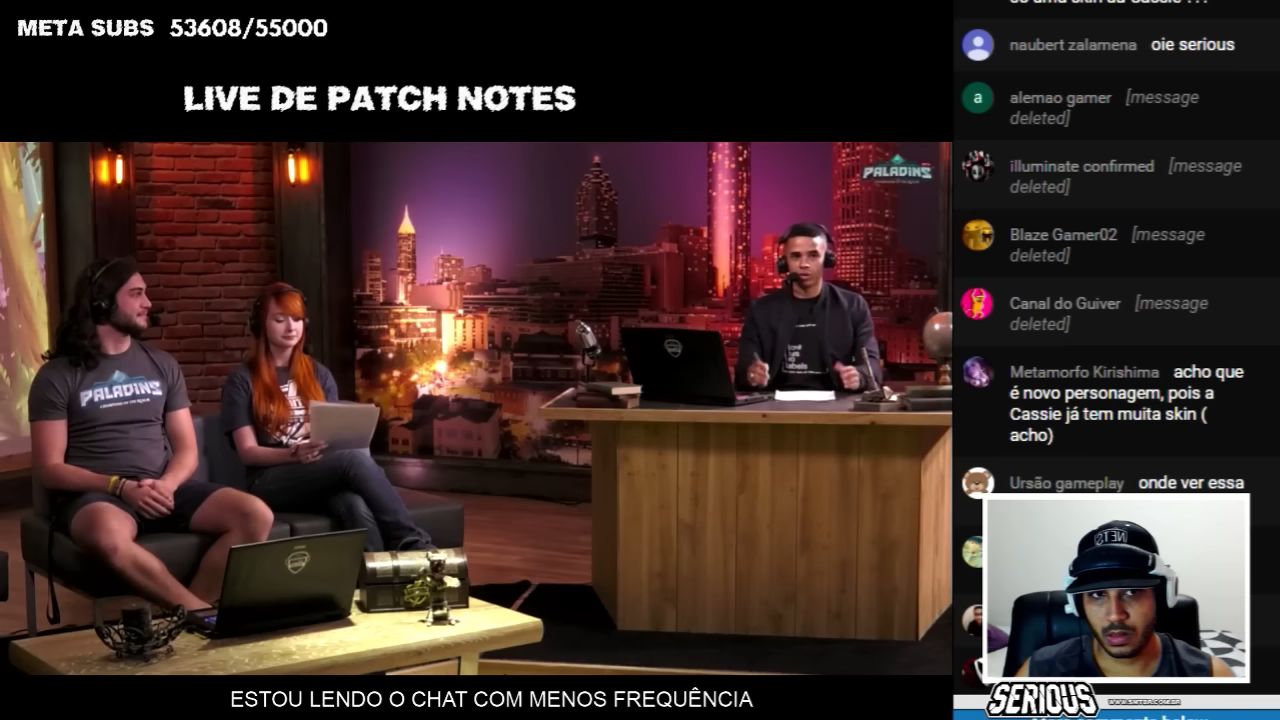 META SUBS 53608/55000
LIVE DE PATCH NOTES
PALADINS
PALADINS
naubert zalamena oie serious
a
alemao gamer [message
deleted]
illuminate confirmed [message
deleted]
Blaze Gamer02 [message
deleted]
Canal do Guiver [message
deleted]
Metamorfo Kirishima acho que
é novo personagem, pois a
Cassie já tem muita skin (
acho)
Ursão gameplay onde ver essa
NETS
SERIOUS
ESTOU LENDO O CHAT COM MENOS FREQUÊNCIA